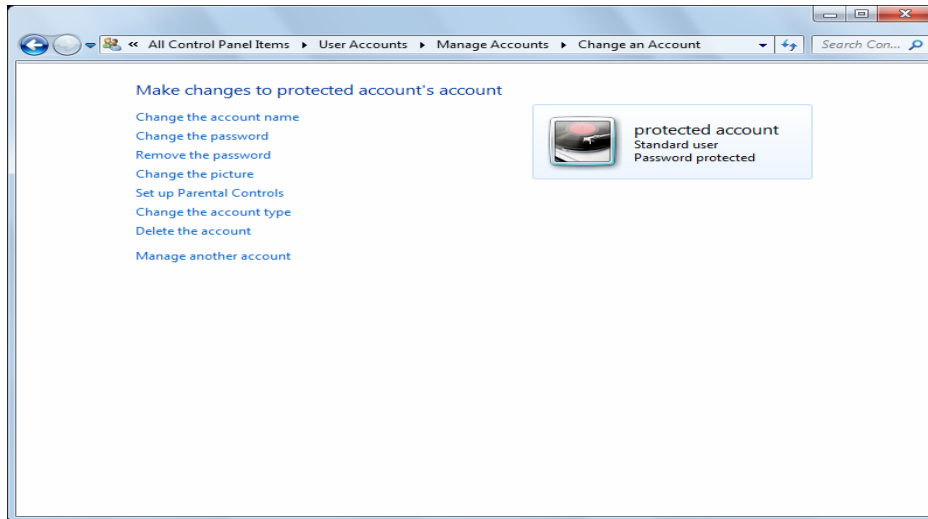 « All Control Panel Items ▸ User Accounts ▸ Manage Accounts ▸ Change an Account
Search Con...
Make changes to protected account's account
Change the account name
Change the password
Remove the password
Change the picture
Set up Parental Controls
Change the account type
Delete the account
Manage another account
protected account
Standard user
Password protected